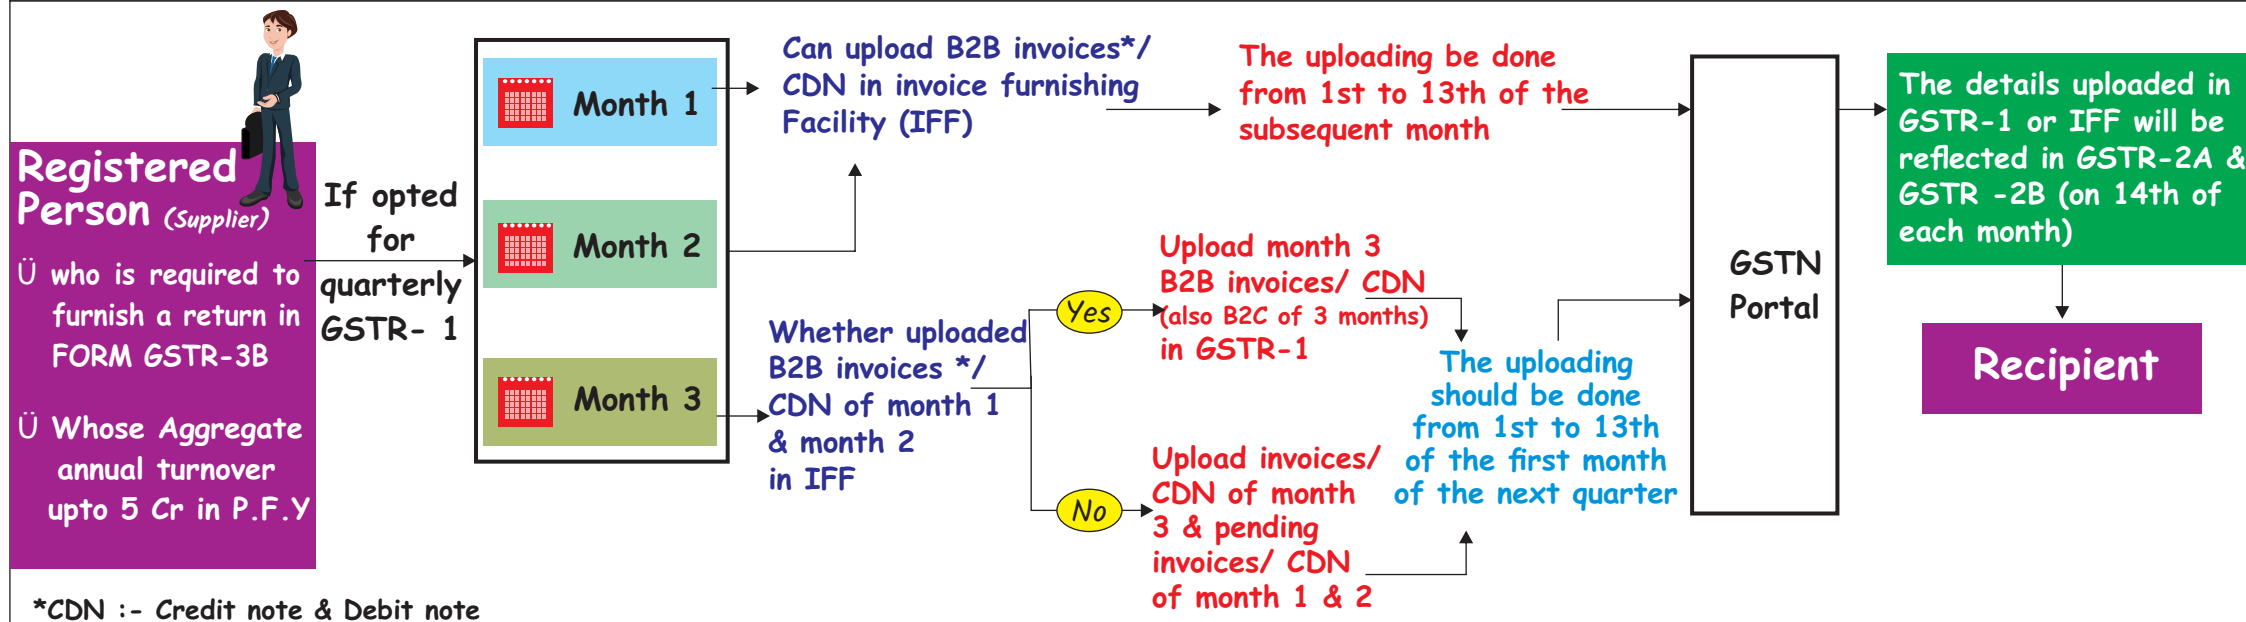 Registered
Person (Supplier)
Ü who is required to
furnish a return in
FORM GSTR-3B
Ü Whose Aggregate
annual turnover
upto 5 Cr in P.F.Y
If opted
for
quarterly
GSTR- 1
Month 1
Month 2
Month 3
Can upload B2B invoices*/
CDN in invoice furnishing
Facility (IFF)
The uploading be done
from 1st to 13th of the
subsequent month
Whether uploaded
B2B invoices */
CDN of month 1
& month 2
in IFF
Yes
No
Upload month 3
B2B invoices/ CDN
(also B2C of 3 months)
in GSTR-1
Upload invoices/
CDN of month
3 & pending
invoices/ CDN
of month 1 & 2
The uploading
should be done
from 1st to 13th
of the first month
of the next quarter
GSTN
Portal
The details uploaded in
GSTR-1 or IFF will be
reflected in GSTR-2A &
GSTR -2B (on 14th of
each month)
Recipient
*CDN :- Credit note & Debit note